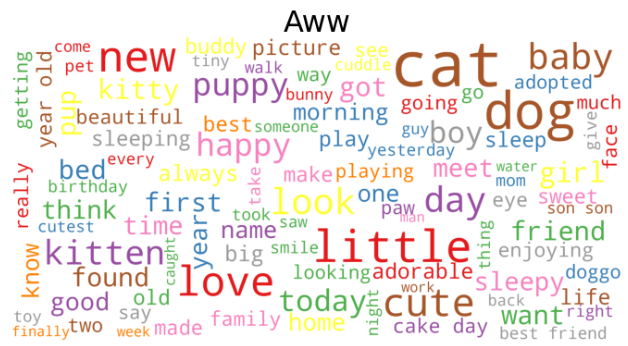 Aww
come
pet
new
buddy
tiny
picture
walk
see
cuddle
cat
baby
getting
year old
pup
kitty
puppy
bunny
way
got
going
go
adopted
dog
much
beautiful
morning
best
someone
guy
boy
give
face
sleeping
happy
play
yesterday
sleep
every
bed
always
take
make
playing
meet
water
mom
girl
really
birthday
think
first
look
one
paw
day
eye
sweet
son son
man
cutest
time
years
took
name
saw
smile
little
thing
friend
know
kitten
caught
big
enjoying
found
love
looking
adorable
work
sleepy
doggo
good
old
today
night
cute
back
life
toy
say
want
right
finally
two
week
made
family
home
cake day
best friend